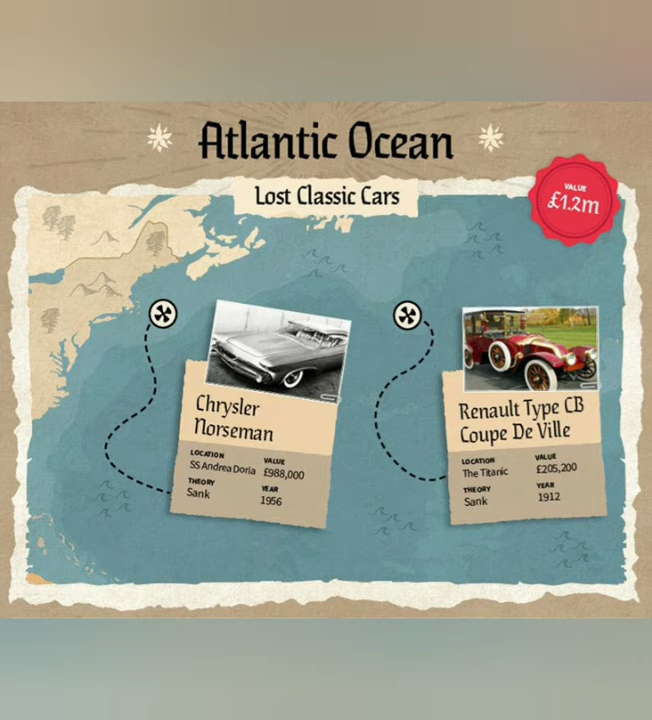 Atlantic Ocean
Lost Classic Cars
VALUE
£1.2m
Chrysler
Norseman
LOCATION
SS Andrea Doria
VALUE
£988,000
THEORY
Sank
YEAR
1956
Renault Type CB
Coupe De Ville
LOCATION
The Titanic
VALUE
£205,200
THEORY
Sank
YEAR
1912